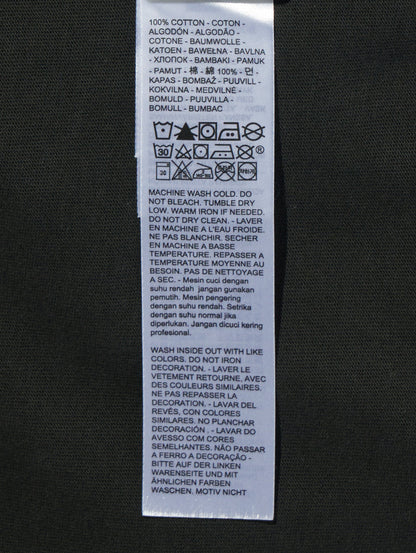 100% COTTON - COTON -
ALGODÓN - ALGODÃO -
COTONE - BAUMWOLLE -
KATOEN - BAWEŁNA - BAVLNA
- ХЛОПОК - BAMBAKI - PAMUK
- PAMUT - 棉 - 綿 100% - 면 -
KAPAS - BOMBAŽ - PUUVILL -
KOKVILNA - MEDVILNĖ -
BOMULD - PUUVILLA -
BOMULL - BUMBAC
30
MACHINE WASH COLD. DO
NOT BLEACH. TUMBLE DRY
LOW. WARM IRON IF NEEDED.
DO NOT DRY CLEAN. - LAVER
EN MACHINE A L'EAU FROIDE.
NE PAS BLANCHIR. SECHER
EN MACHINE A BASSE
TEMPERATURE. REPASSER A
TEMPERATURE MOYENNE AU
BESOIN. PAS DE NETTOYAGE
A SEC. - Mesin cuci dengan
suhu rendah jangan gunakan
pemutih. Mesin pengering
dengan suhu rendah. Setrika
dengan suhu normal jika
diperlukan. Jangan dicuci kering
profesional.
WASH INSIDE OUT WITH LIKE
COLORS. DO NOT IRON
DECORATION. - LAVER LE
VETEMENT RETOURNE, AVEC
DES COULEURS SIMILAIRES.
NE PAS REPASSER LA
DECORATION. - LAVAR DEL
REVÉS, CON COLORES
SIMILARES. NO PLANCHAR
DECORACIÓN . - LAVAR DO
AVESSO COM CORES
SEMELHANTES. NÃO PASSAR
A FERRO A DECORAÇÃO -
BITTE AUF DER LINKEN
WARENSEITE UND MIT
ÄHNLICHEN FARBEN
WASCHEN. MOTIV NICHT